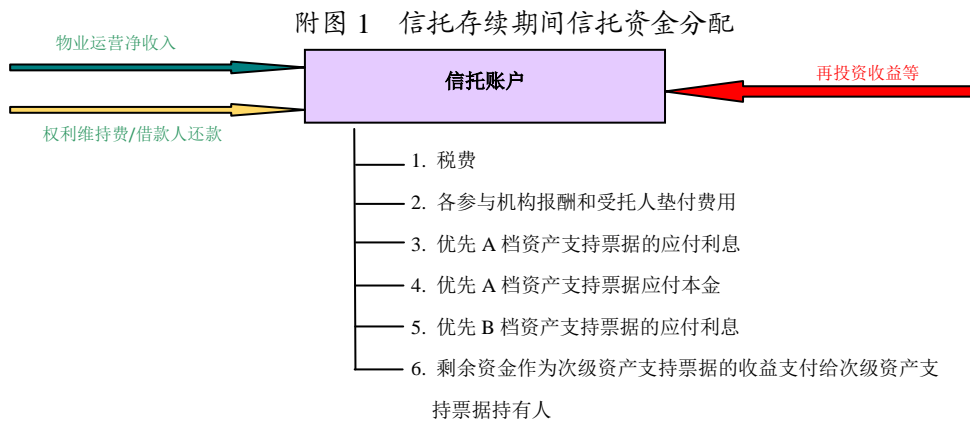 附图 1 信托存续期间信托资金分配
物业运营净收入
信托账户
再投资收益等
权利维持费/借款人还款
1. 税费
2. 各参与机构报酬和受托人垫付费用
3. 优先 A 档资产支持票据的应付利息
4. 优先 A 档资产支持票据应付本金
5. 优先 B 档资产支持票据的应付利息
6. 剩余资金作为次级资产支持票据的收益支付给次级资产支
持票据持有人